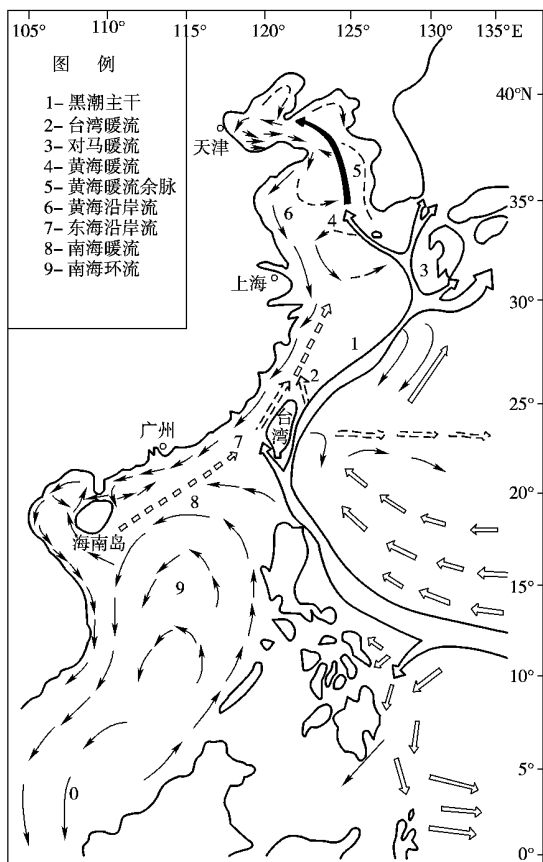 105° 110° 120° 125° 130° 135°E
图 例
1-黑潮主干
2-台湾暖流
3-对马暖流
4-黄海暖流
5-黄海暖流余脉
6-黄海沿岸流
7-东海沿岸流
8-南海暖流
9-南海环流
40°N
天津
5
35°
4
6
3
上海
30°
1
2
25°
台湾
广州
7
20°
8
海南岛
9
15°
10°
5°
0
0°